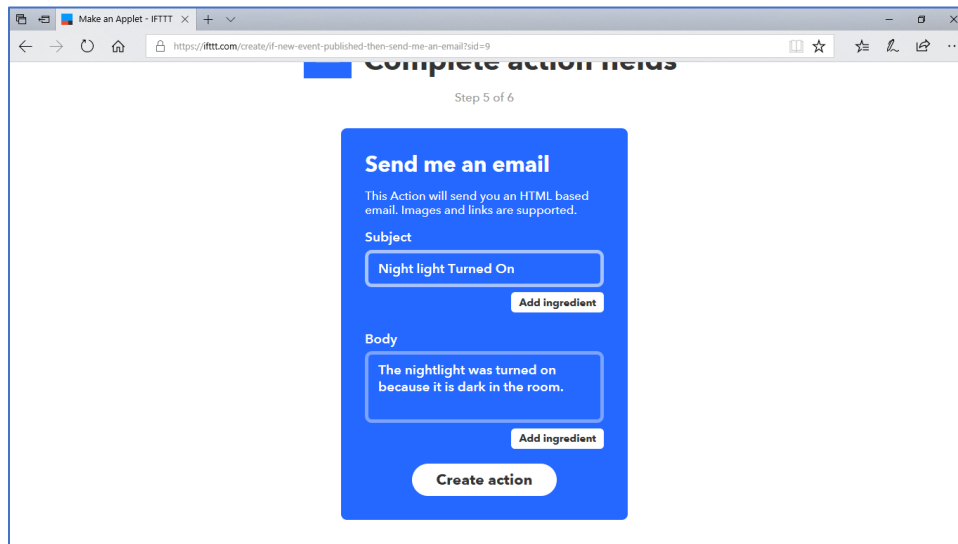 Make an Applet - IFTTT
https://ifttt.com/create/if-new-event-published-then-send-me-an-email?sid=9
Complete action fields
Step 5 of 6
Send me an email
This Action will send you an HTML based
email. Images and links are supported.
Subject
Night light Turned On
Add ingredient
Body
The nightlight was turned on
because it is dark in the room.
Add ingredient
Create action